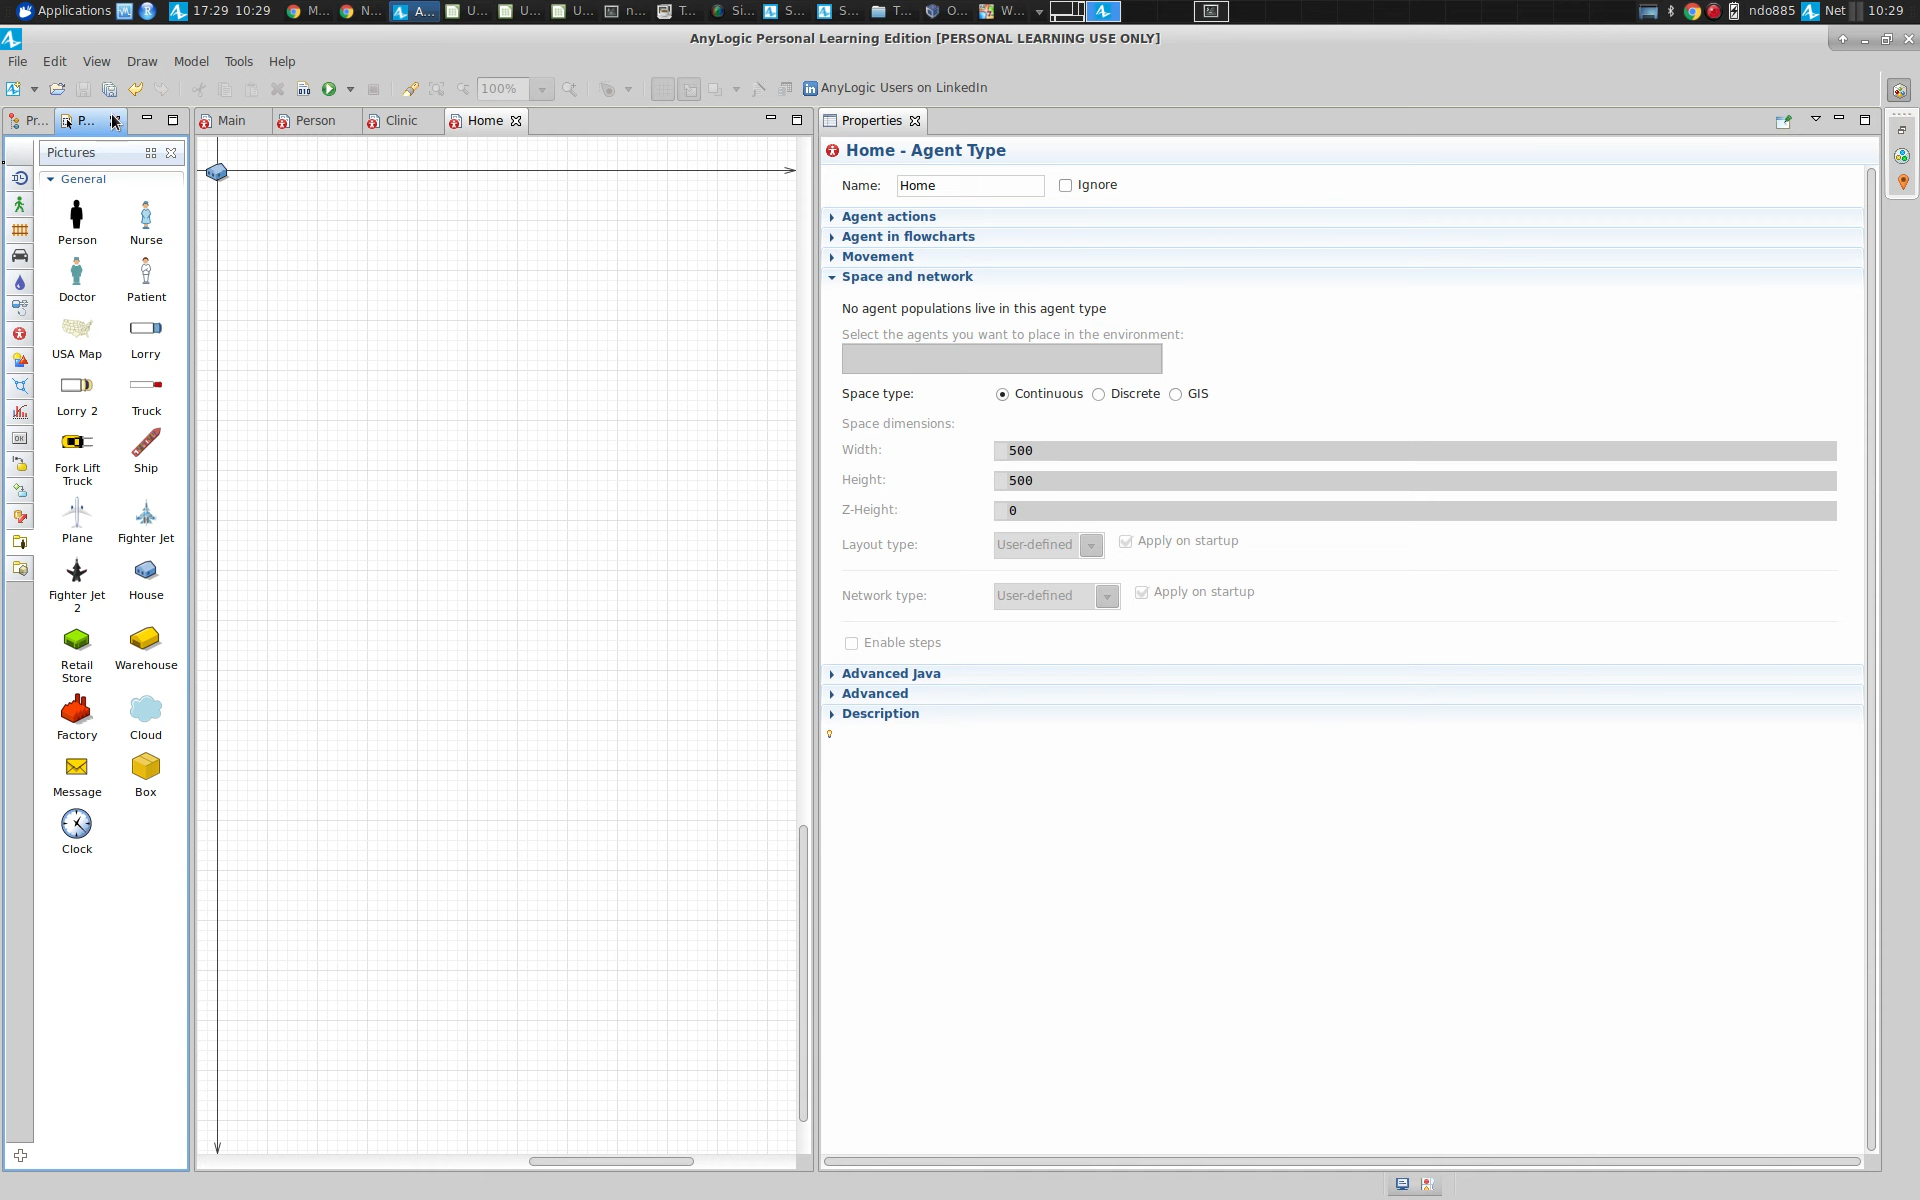 Applications 17:29 10:29 M... N... A... U... U... U... n... T... Si... S... S... T... O... W... ndo885 Net 10:29
AnyLogic Personal Learning Edition [PERSONAL LEARNING USE ONLY]
File Edit View Draw Model Tools Help
100% AnyLogic Users on LinkedIn
Pr... P... Main Person Clinic Home Properties
Pictures
General
Person Nurse
Doctor Patient
USA Map Lorry
Lorry 2 Truck
Fork Lift Truck Ship
Plane Fighter Jet
Fighter Jet 2 House
Retail Store Warehouse
Factory Cloud
Message Box
Clock
OK
Home - Agent Type
Name: Home Ignore
Agent actions
Agent in flowcharts
Movement
Space and network
No agent populations live in this agent type
Select the agents you want to place in the environment:
Space type: Continuous Discrete GIS
Space dimensions:
Width: 500
Height: 500
Z-Height: 0
Layout type: User-defined Apply on startup
Network type: User-defined Apply on startup
Enable steps
Advanced Java
Advanced
Description